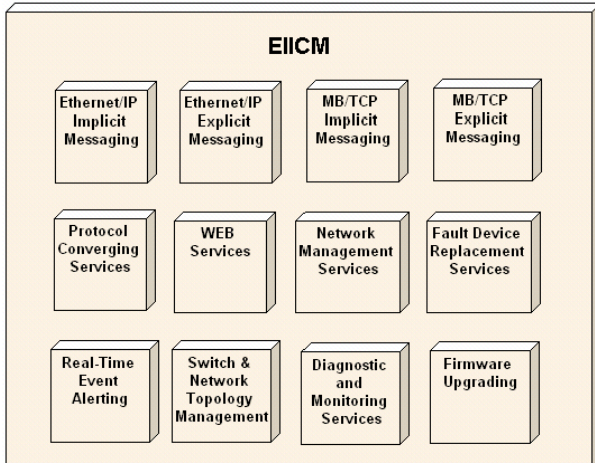 EIICM
Ethernet/IP
Implicit
Messaging
Ethernet/IP
Explicit
Messaging
MB/TCP
Implicit
Messaging
MB/TCP
Explicit
Messaging
Protocol
Converging
Services
WEB
Services
Network
Management
Services
Fault Device
Replacement
Services
Real-Time
Event
Alerting
Switch &
Network
Topology
Management
Diagnostic
and
Monitoring
Services
Firmware
Upgrading